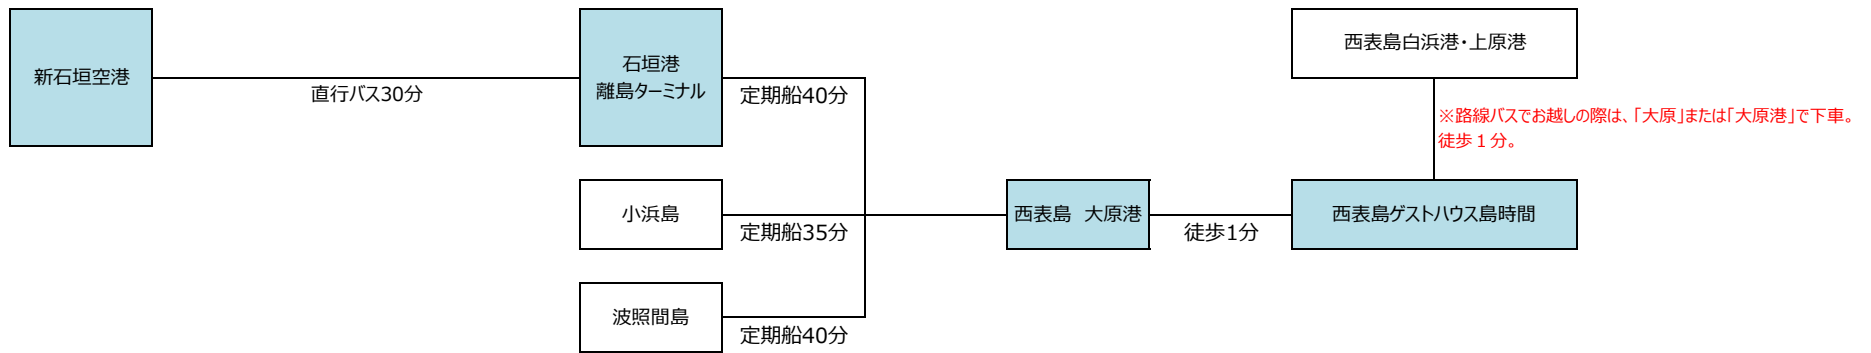 新石垣空港
直行バス30分
石垣港
離島ターミナル
定期船40分
小浜島
定期船35分
波照間島
定期船40分
西表島　大原港
徒歩1分
西表島白浜港・上原港
※路線バスでお越しの際は、「大原」または「大原港」で下車。
徒歩１分。
西表島ゲストハウス島時間